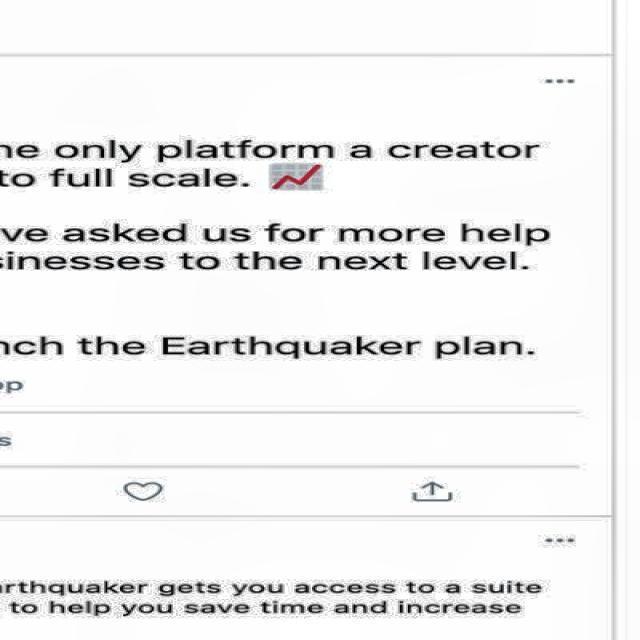 he only platform a creator
to full scale.
ve asked us for more help
sinesses to the next level.
nch the Earthquaker plan.
op
s
arthquaker gets you access to a suite
to help you save time and increase